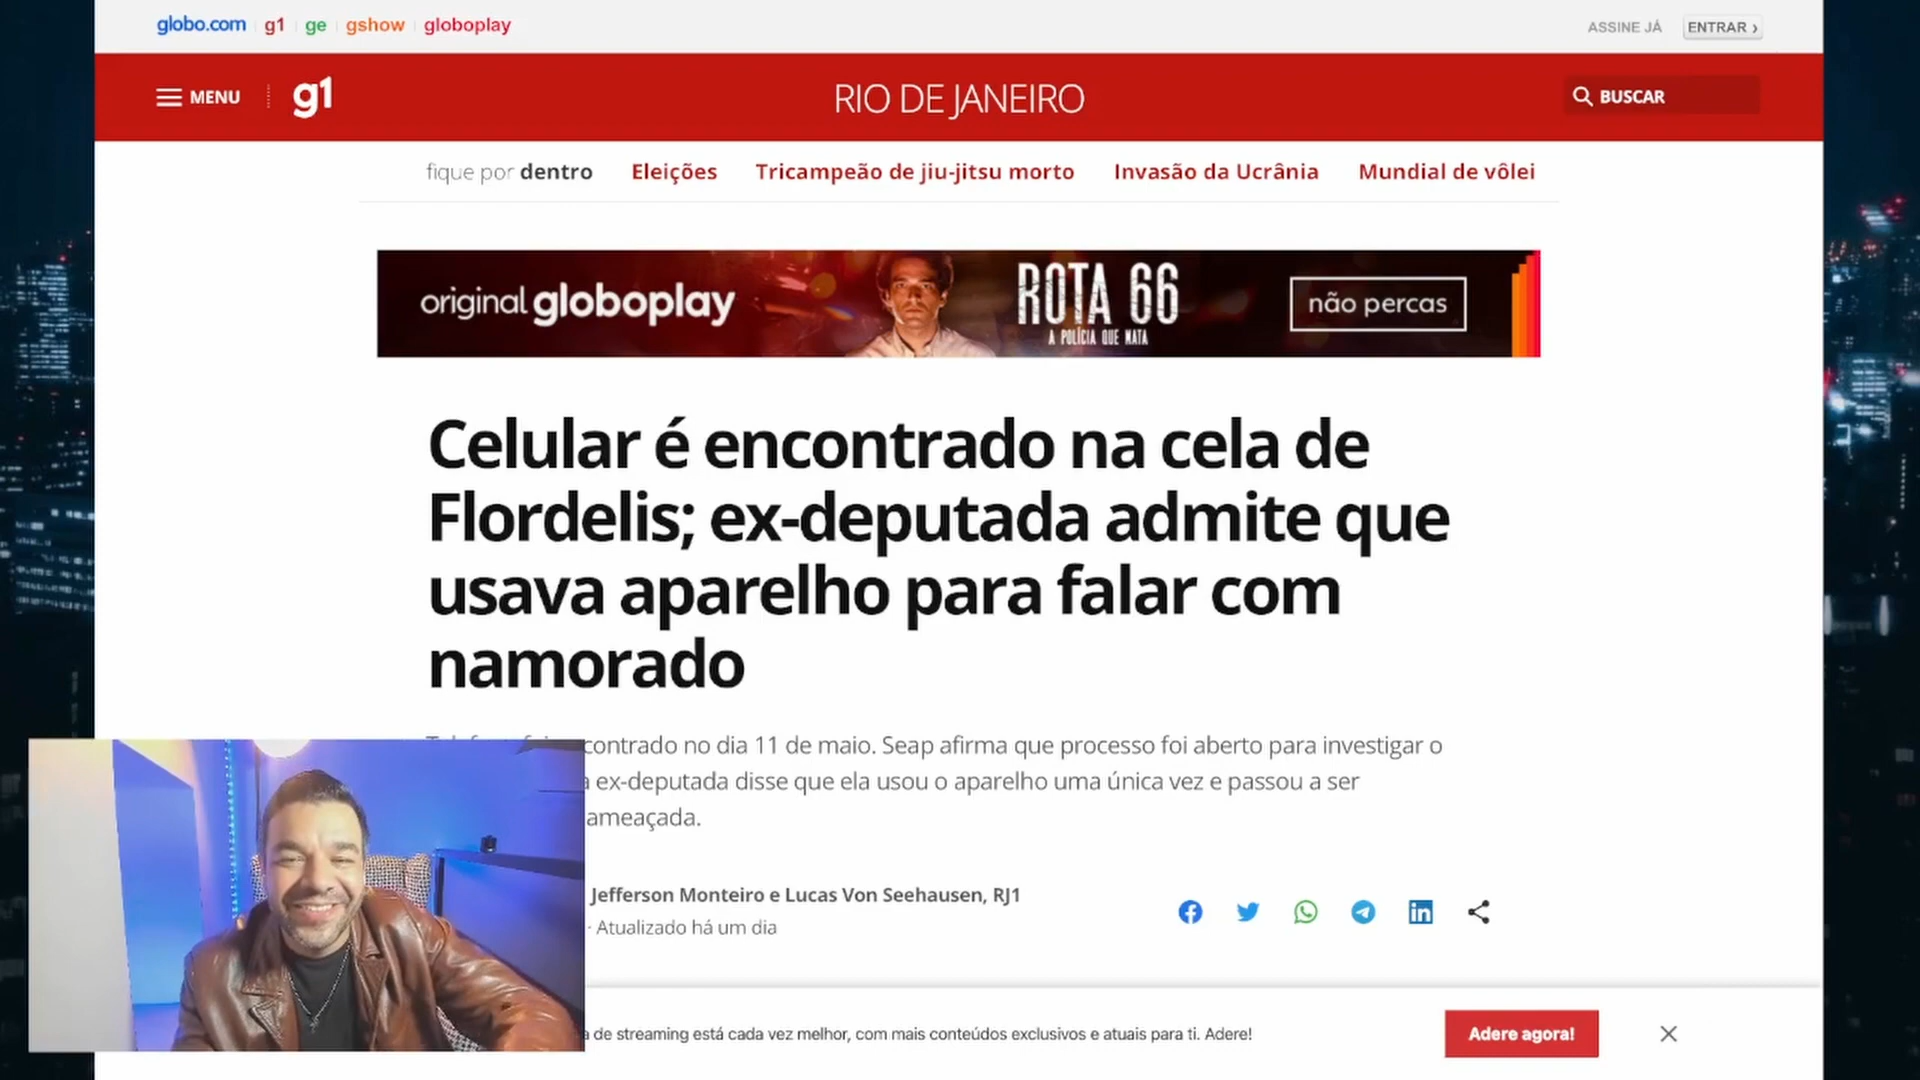 globo.com g1 ge gshow globoplay
ASSINE JÁ ENTRAR ›
MENU g1 RIO DE JANEIRO BUSCAR
fique por dentro Eleições Tricampeão de jiu-jitsu morto Invasão da Ucrânia Mundial de vôlei
original globoplay ROTA 66 não percas
A POLÍCIA QUE MATA
Celular é encontrado na cela de
Flordelis; ex-deputada admite que
usava aparelho para falar com
namorado
contrado no dia 11 de maio. Seap afirma que processo foi aberto para investigar o
a ex-deputada disse que ela usou o aparelho uma única vez e passou a ser
ameaçada.
Jefferson Monteiro e Lucas Von Seehausen, RJ1
· Atualizado há um dia
in
a de streaming está cada vez melhor, com mais conteúdos exclusivos e atuais para ti. Adere!
Adere agora!